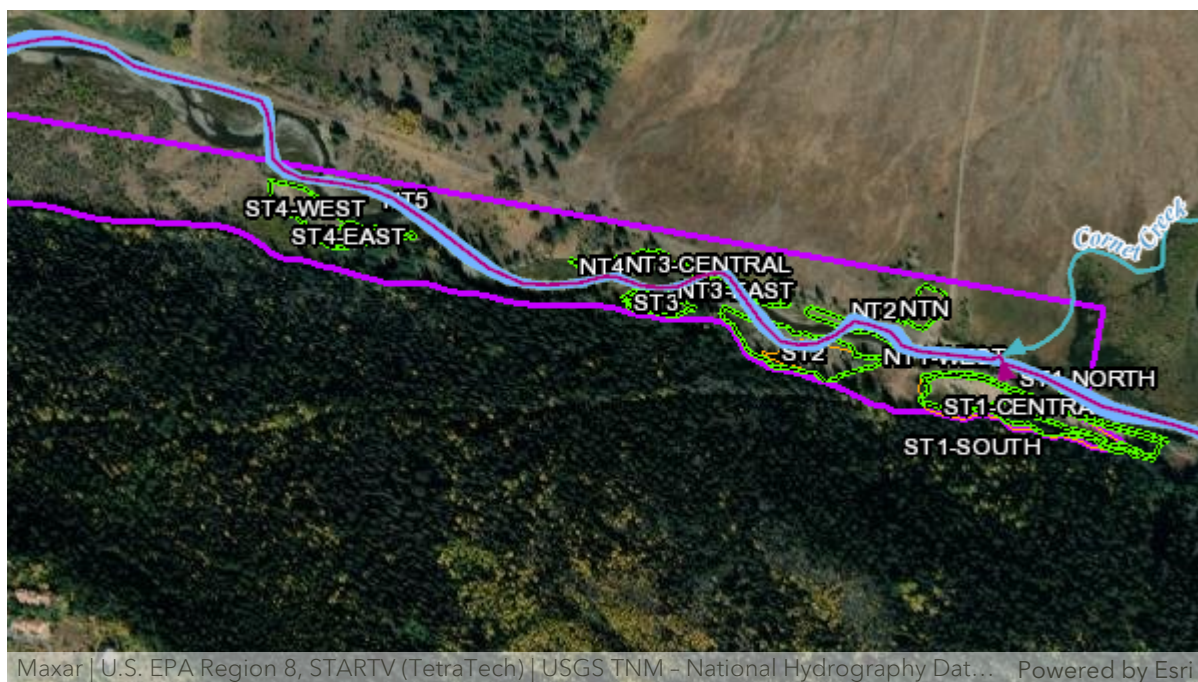 Cornet Creek
ST4-WEST
NT5
ST4-EAST
NT4
NT3-CENTRAL
NT3-EAST
ST3
NT2
NTN
ST2
NT1-WEST
ST1-NORTH
ST1-CENTRAL
ST1-SOUTH
Maxar | U.S. EPA Region 8, STARTV (TetraTech) | USGS TNM – National Hydrography Dat... Powered by Esri